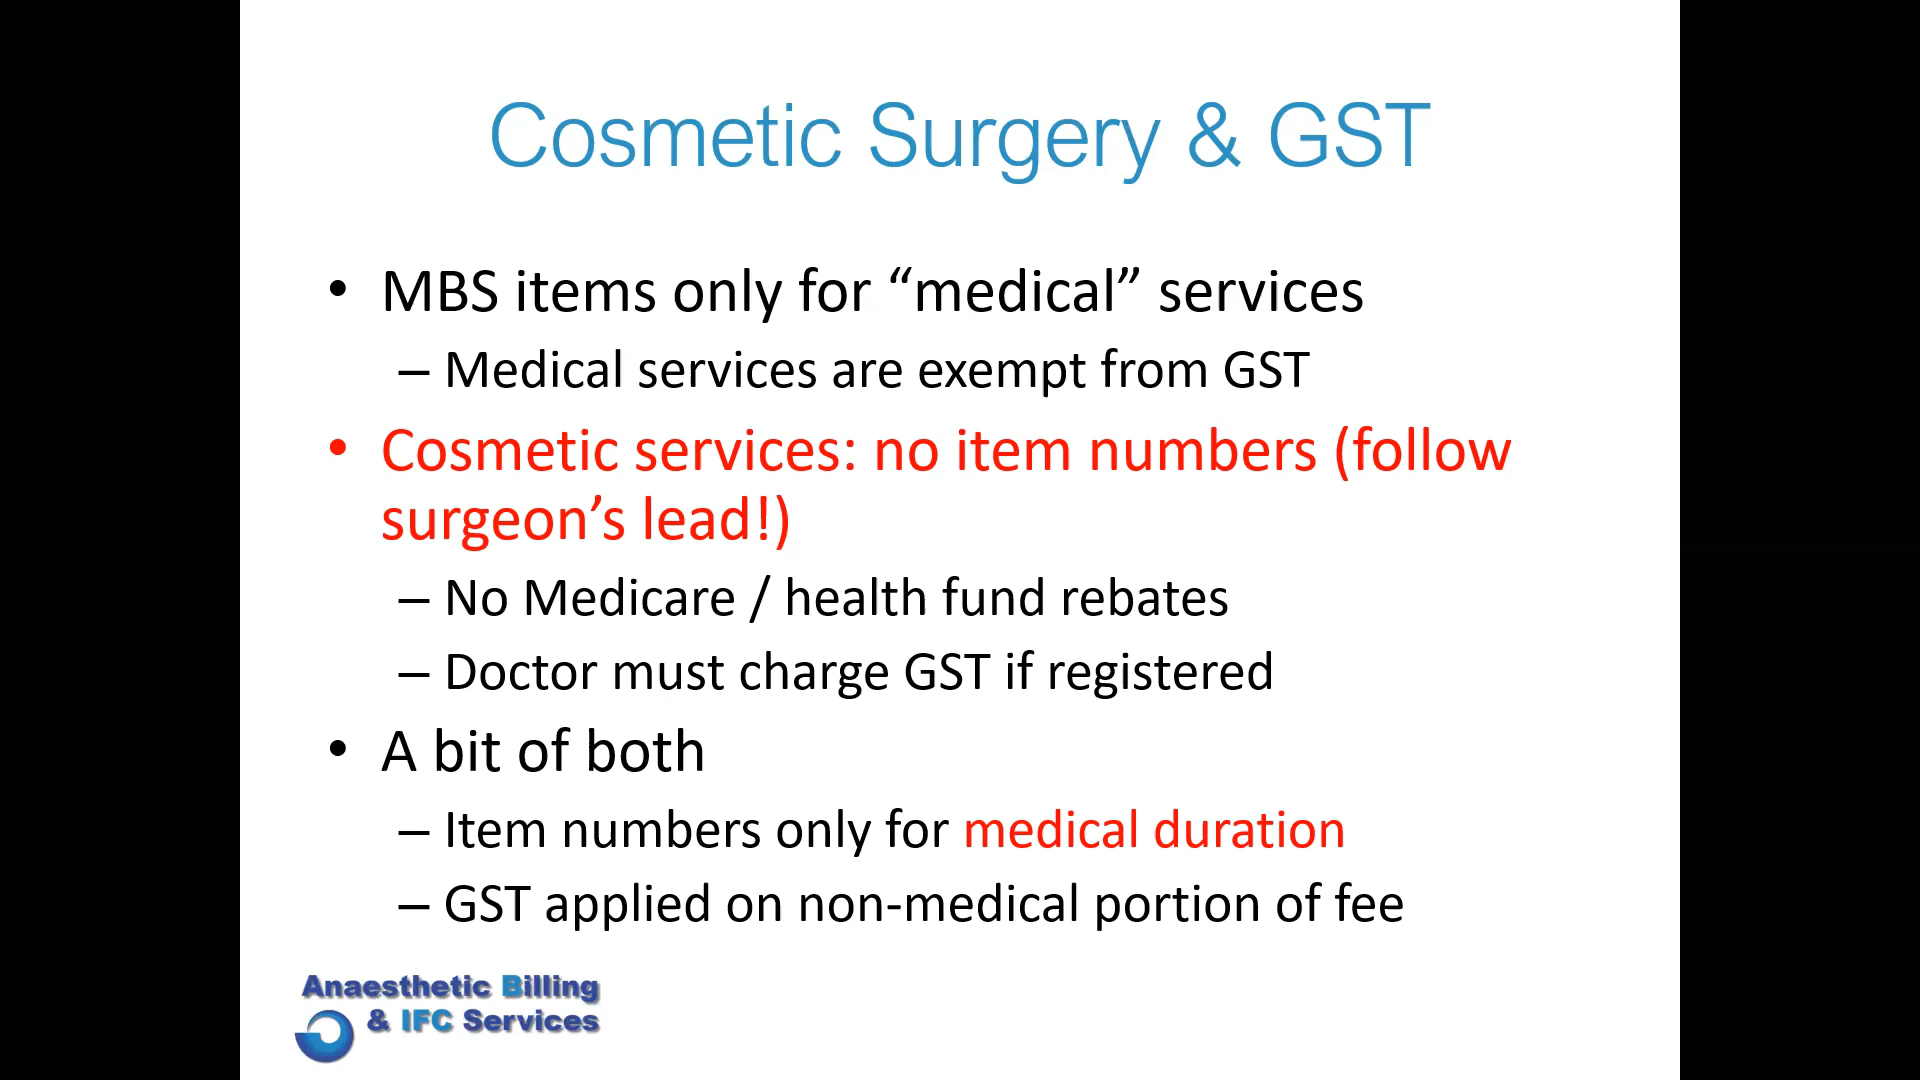 Cosmetic Surgery & GST
• MBS items only for “medical” services
– Medical services are exempt from GST
• Cosmetic services: no item numbers (follow
surgeon’s lead!)
– No Medicare / health fund rebates
– Doctor must charge GST if registered
• A bit of both
– Item numbers only for medical duration
– GST applied on non-medical portion of fee
Anaesthetic Billing
& IFC Services